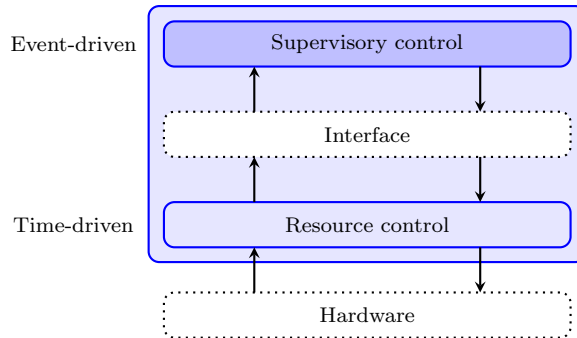 Event-driven
Supervisory control
Interface
Time-driven
Resource control
Hardware